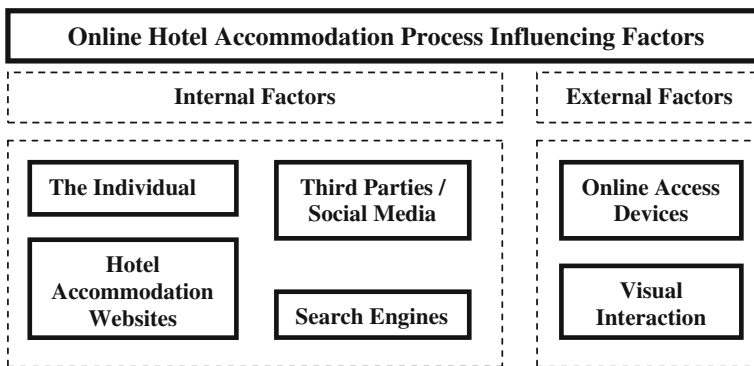 Online Hotel Accommodation Process Influencing Factors
Internal Factors
External Factors
The Individual
Third Parties /
Social Media
Hotel
Accommodation
Websites
Search Engines
Online Access
Devices
Visual
Interaction